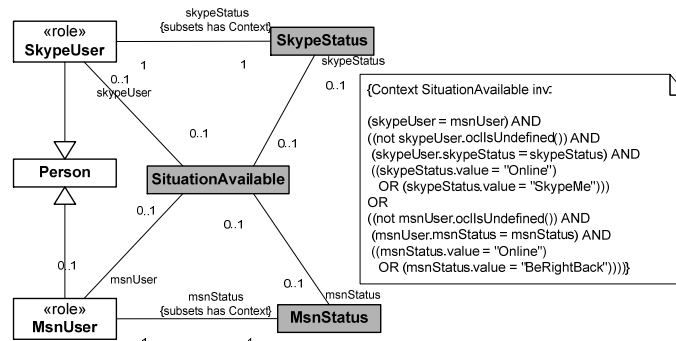 skypeStatus
{subsets has Context}
«role»
SkypeUser
SkypeStatus
skypeStatus
1
1
0..1
skypeUser
0..1
0..1
0..1
Person
SituationAvailable
0..1
0..1
0..1
msnUser
0..1
msnStatus
msnStatus
{subsets has Context}
«role»
MsnUser
MsnStatus
{Context SituationAvailable inv:
(skypeUser = msnUser) AND
((not skypeUser.oclIsUndefined()) AND
(skypeUser.skypeStatus = skypeStatus) AND
((skypeStatus.value = "Online")
OR (skypeStatus.value = "SkypeMe")))
OR
((not msnUser.oclIsUndefined()) AND
(msnUser.msnStatus = msnStatus) AND
((msnStatus.value = "Online")
OR (msnStatus.value = "BeRightBack"))))}